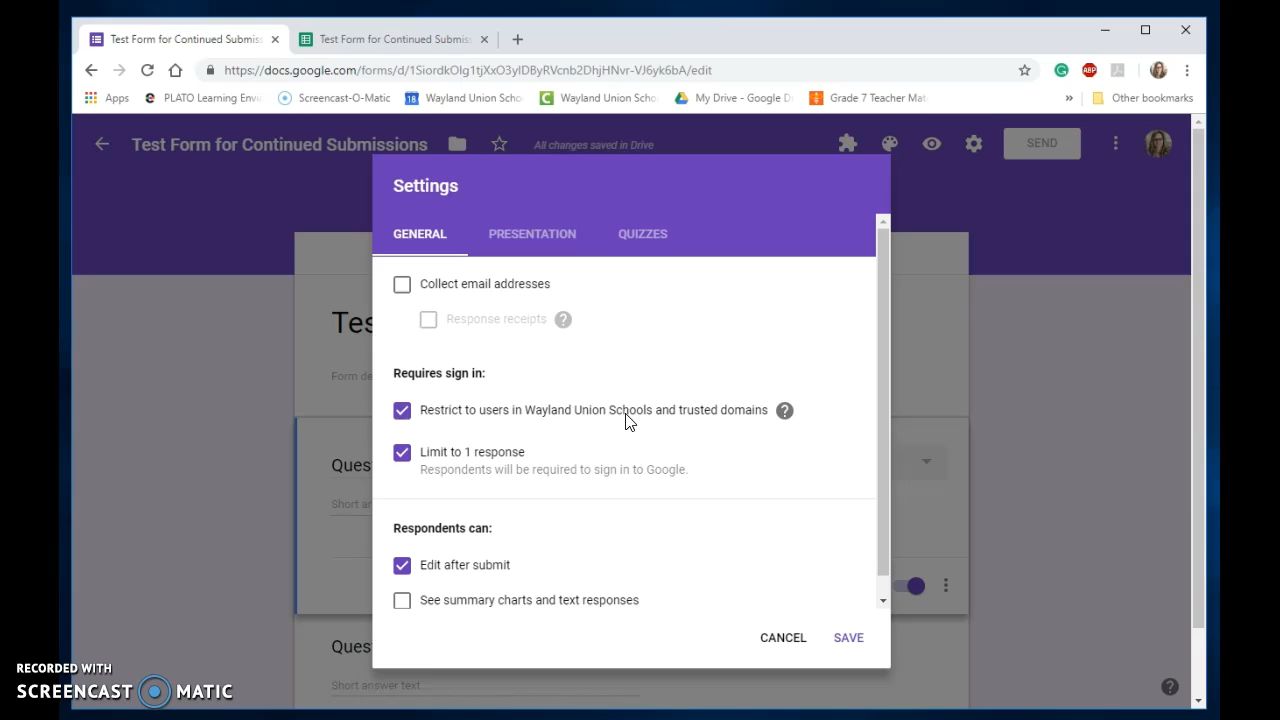 Test Form for Continued Submiss
Test Form for Continued Submiss
https://docs.google.com/forms/d/1SiordkOlg1tjXxO3ylDByRVcnb2DhjHNvr-VJ6yk6bA/edit
ABP
Apps
PLATO Learning Envi
Screencast-O-Matic
18
Wayland Union Scho
Wayland Union Scho
My Drive - Google D
Grade 7 Teacher Mat
»
Other bookmarks
Test Form for Continued Submissions
All changes saved in Drive
SEND
Settings
GENERAL
PRESENTATION
QUIZZES
Collect email addresses
Response receipts
Tes
Form de
Requires sign in:
Restrict to users in Wayland Union Schools and trusted domains
Limit to 1 response
Respondents will be required to sign in to Google.
Ques
Short an
Respondents can:
Edit after submit
See summary charts and text responses
CANCEL
SAVE
Ques
Short answer text
RECORDED WITH
SCREENCAST MATIC